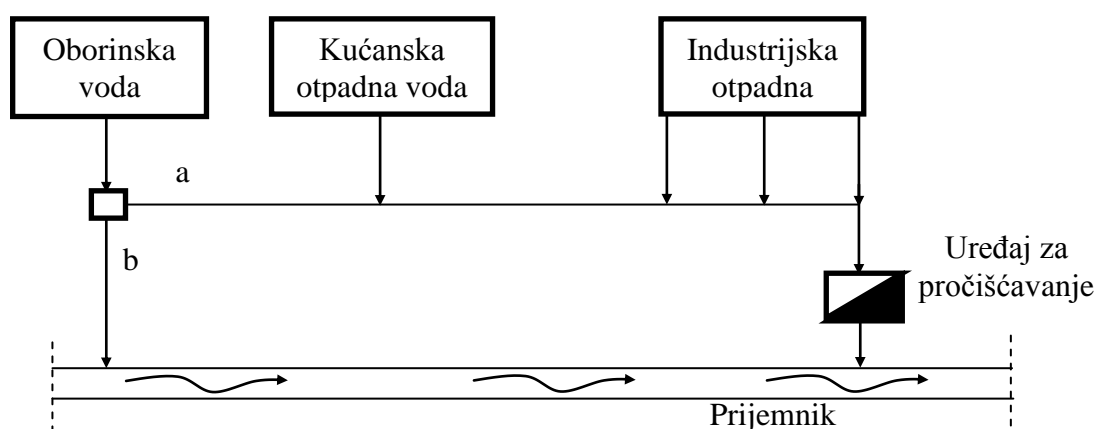 Oborinska
voda
Kućanska
otpadna voda
Industrijska
otpadna
a
b
Uređaj za
pročišćavanje
Prijemnik